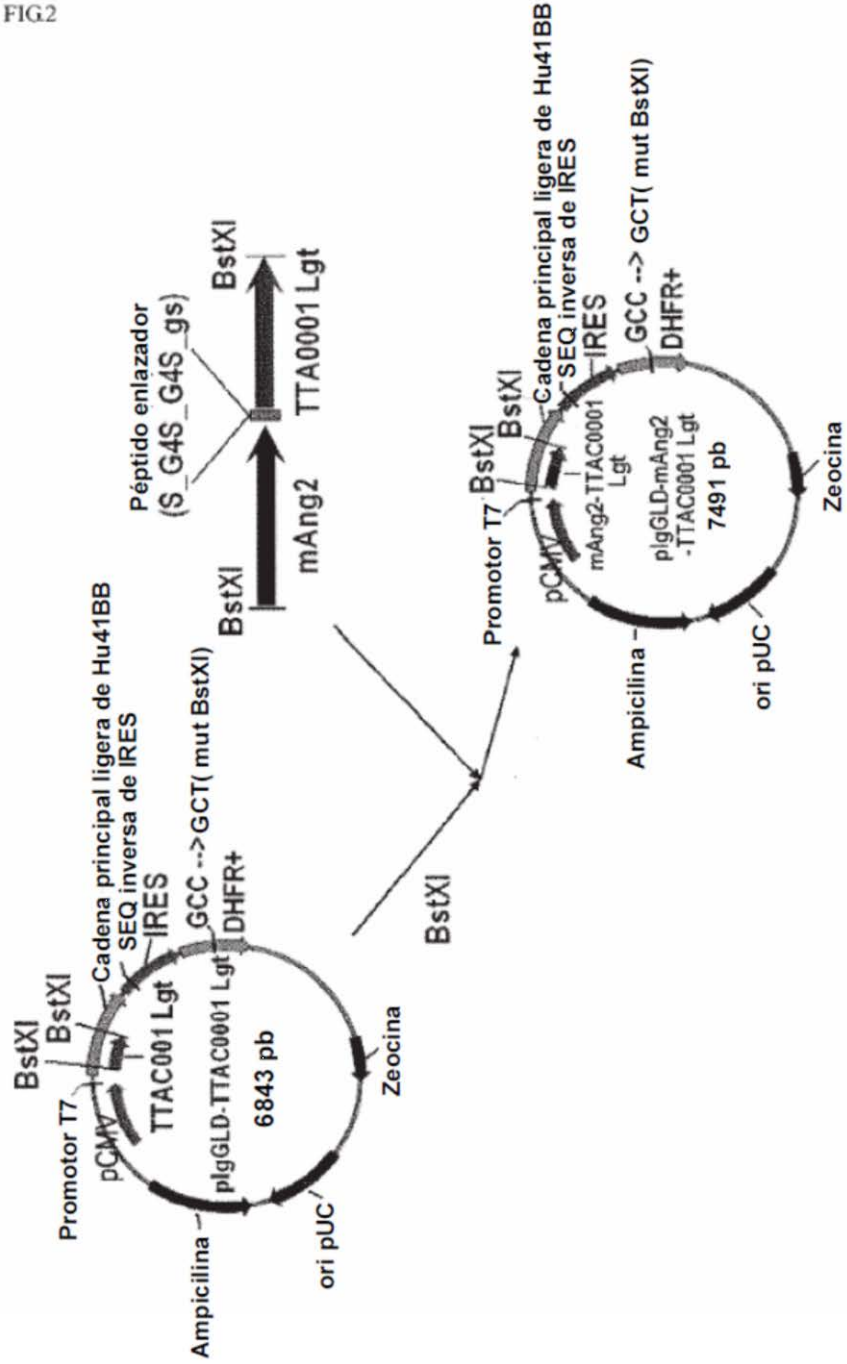 FIG.2
BstXI
BstXI
Promotor T7
pCMV
Cadena principal ligera de Hu41BB
SEQ inversa de IRES
IRES
GCC -->GCT( mut BstXI)
DHFR+
TTAC001 Lgt
pIgGLD-TTAC0001 Lgt
6843 pb
Ampicilina
ori pUC
Zeocina
Péptido enlazador
(S_G4S_G4S_gs)
BstXI
BstXI
mAng2
TTA0001 Lgt
BstXI
BstXI
BstXI
Promotor T7
pCMV
Cadena principal ligera de Hu41BB
SEQ inversa de IRES
IRES
GCC --> GCT( mut BstXI)
DHFR+
mAng2-TTAC0001
Lgt
pIgGLD-mAng2
-TTAC0001 Lgt
7491 pb
Ampicilina
ori pUC
Zeocina